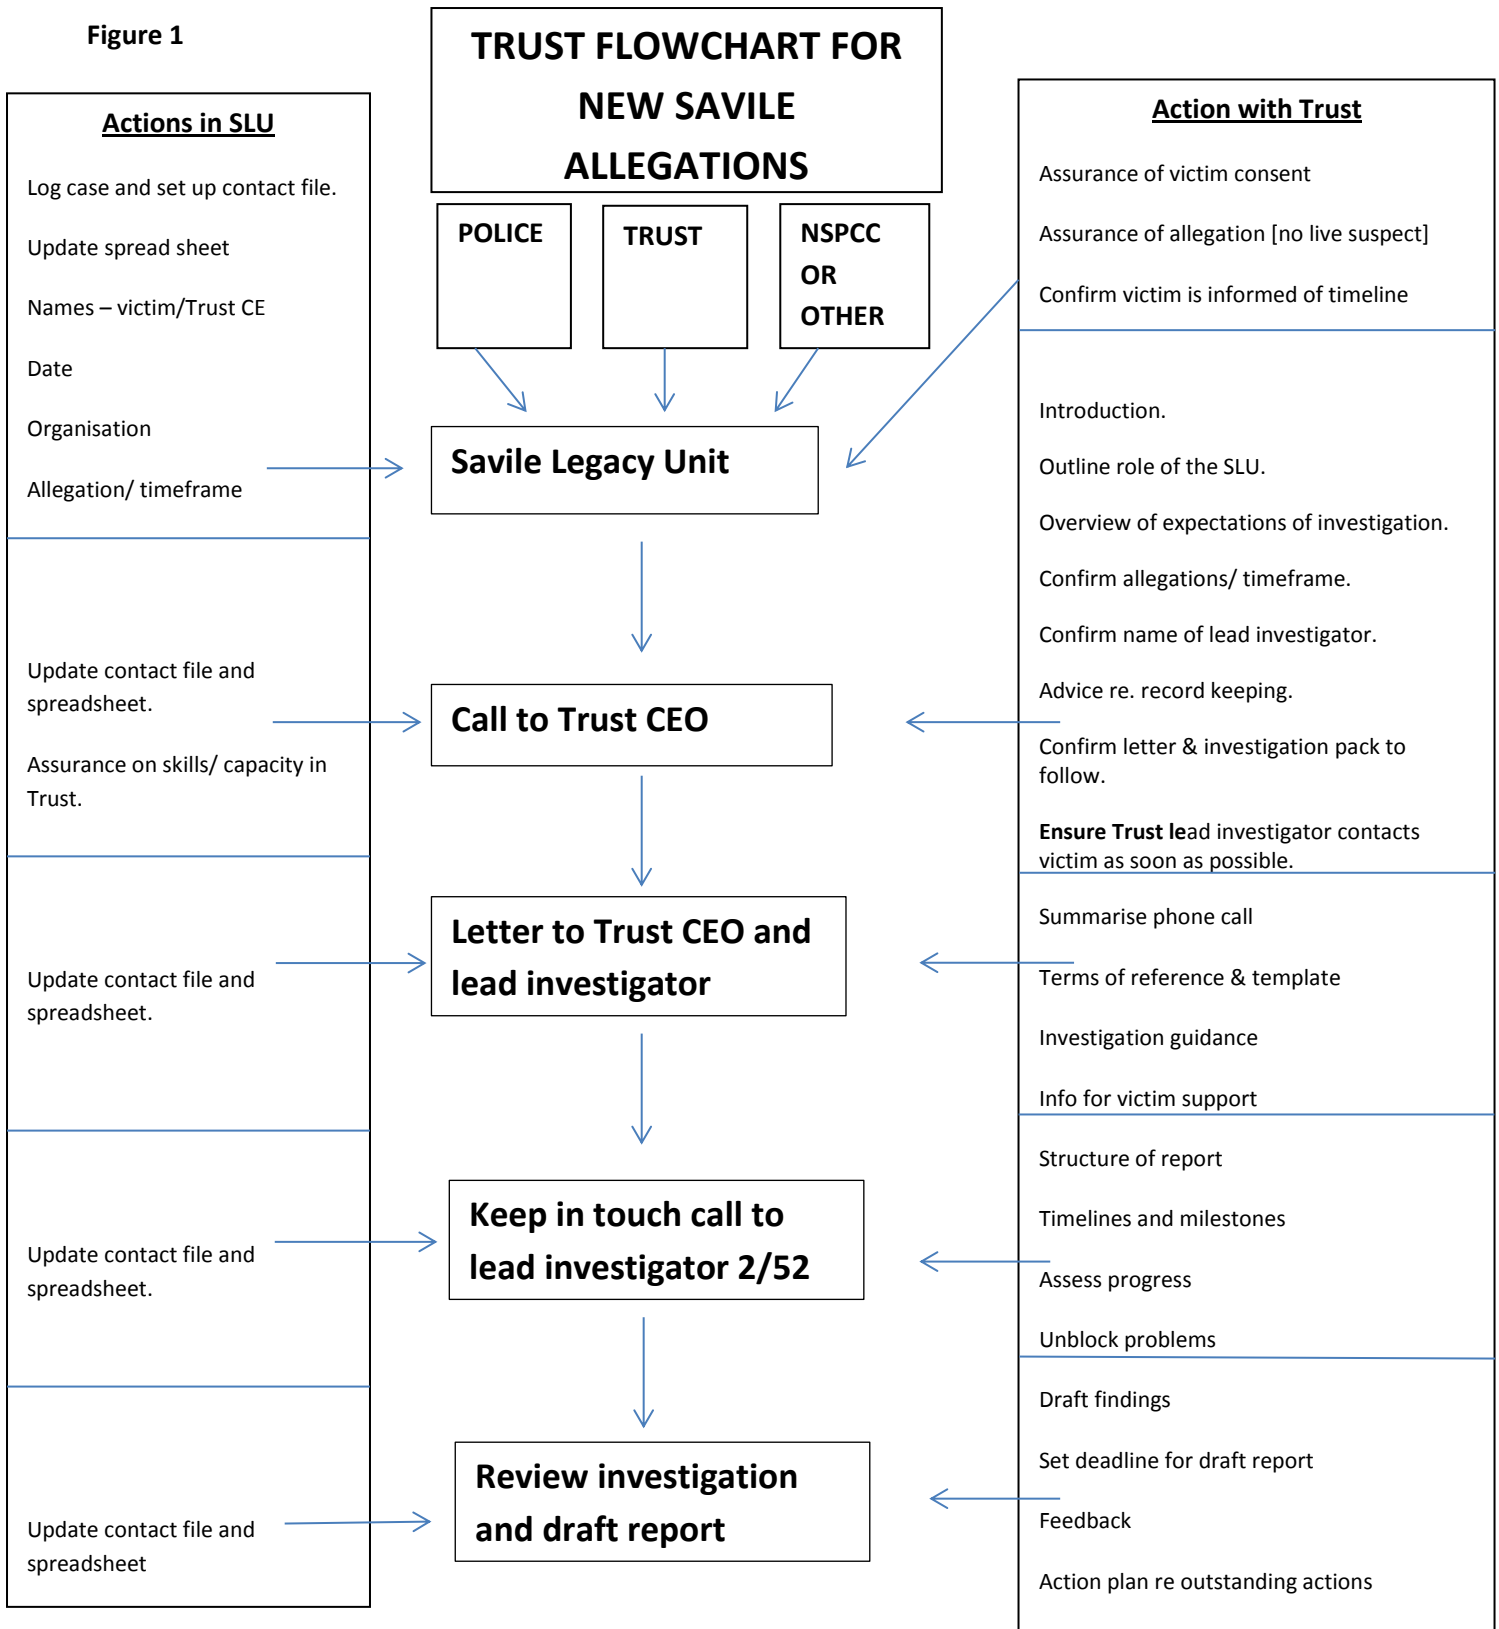 Figure 1
TRUST FLOWCHART FOR
NEW SAVILE
ALLEGATIONS
POLICE
TRUST
NSPCC
OR
OTHER
Actions in SLU
Log case and set up contact file.
Update spread sheet
Names – victim/Trust CE
Date
Organisation
Allegation/ timeframe
Update contact file and
spreadsheet.
Assurance on skills/ capacity in
Trust.
Update contact file and
spreadsheet.
Update contact file and
spreadsheet.
Update contact file and
spreadsheet
Savile Legacy Unit
Call to Trust CEO
Letter to Trust CEO and
lead investigator
Keep in touch call to
lead investigator 2/52
Review investigation
and draft report
Action with Trust
Assurance of victim consent
Assurance of allegation [no live suspect]
Confirm victim is informed of timeline
Introduction.
Outline role of the SLU.
Overview of expectations of investigation.
Confirm allegations/ timeframe.
Confirm name of lead investigator.
Advice re. record keeping.
Confirm letter & investigation pack to
follow.
Ensure Trust lead investigator contacts
victim as soon as possible.
Summarise phone call
Terms of reference & template
Investigation guidance
Info for victim support
Structure of report
Timelines and milestones
Assess progress
Unblock problems
Draft findings
Set deadline for draft report
Feedback
Action plan re outstanding actions